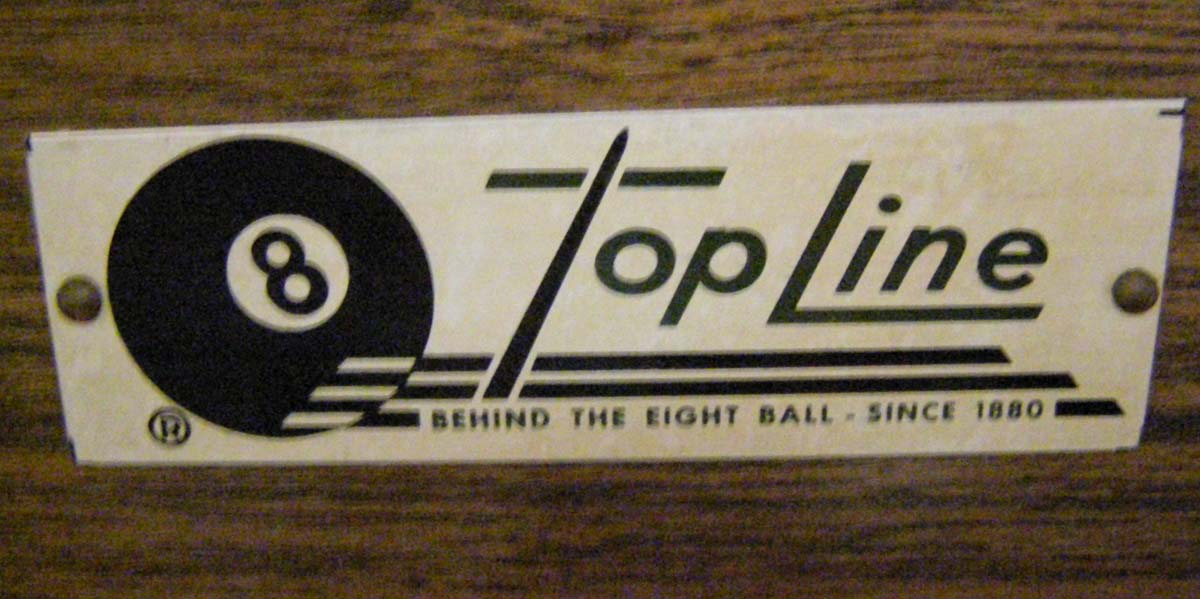 8
TopLine
BEHIND THE EIGHT BALL - SINCE 1880
®